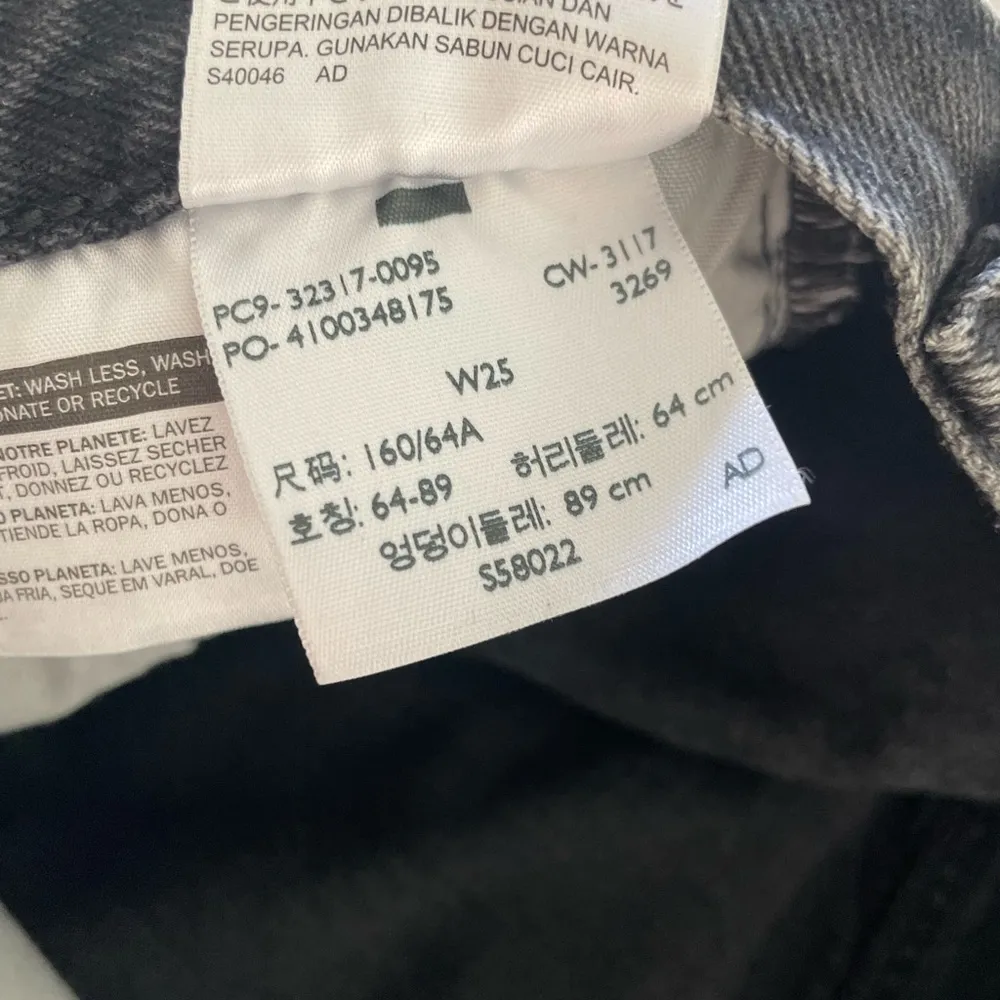 DAN
PENGERINGAN DIBALIK DENGAN WARNA
SERUPA. GUNAKAN SABUN CUCI CAIR.
S40046 AD
PC9-32317-0095
PO-4100348175
CW-3117
3269
W25
尺码: 160/64A
호칭: 64-89
허리둘레: 64 cm
엉덩이둘레: 89 cm
AD
S58022
: WASH LESS, WASH
OR RECYCLE
NOTRE PLANETE: LAVEZ
FROID, LAISSEZ SECHER
, DONNEZ OU RECYCLEZ
PLANETA: LAVA MENOS,
TIENDE LA ROPA, DONA O
PLANETA: LAVE MENOS,
FRIA, SEQUE EM VARAL, DOE